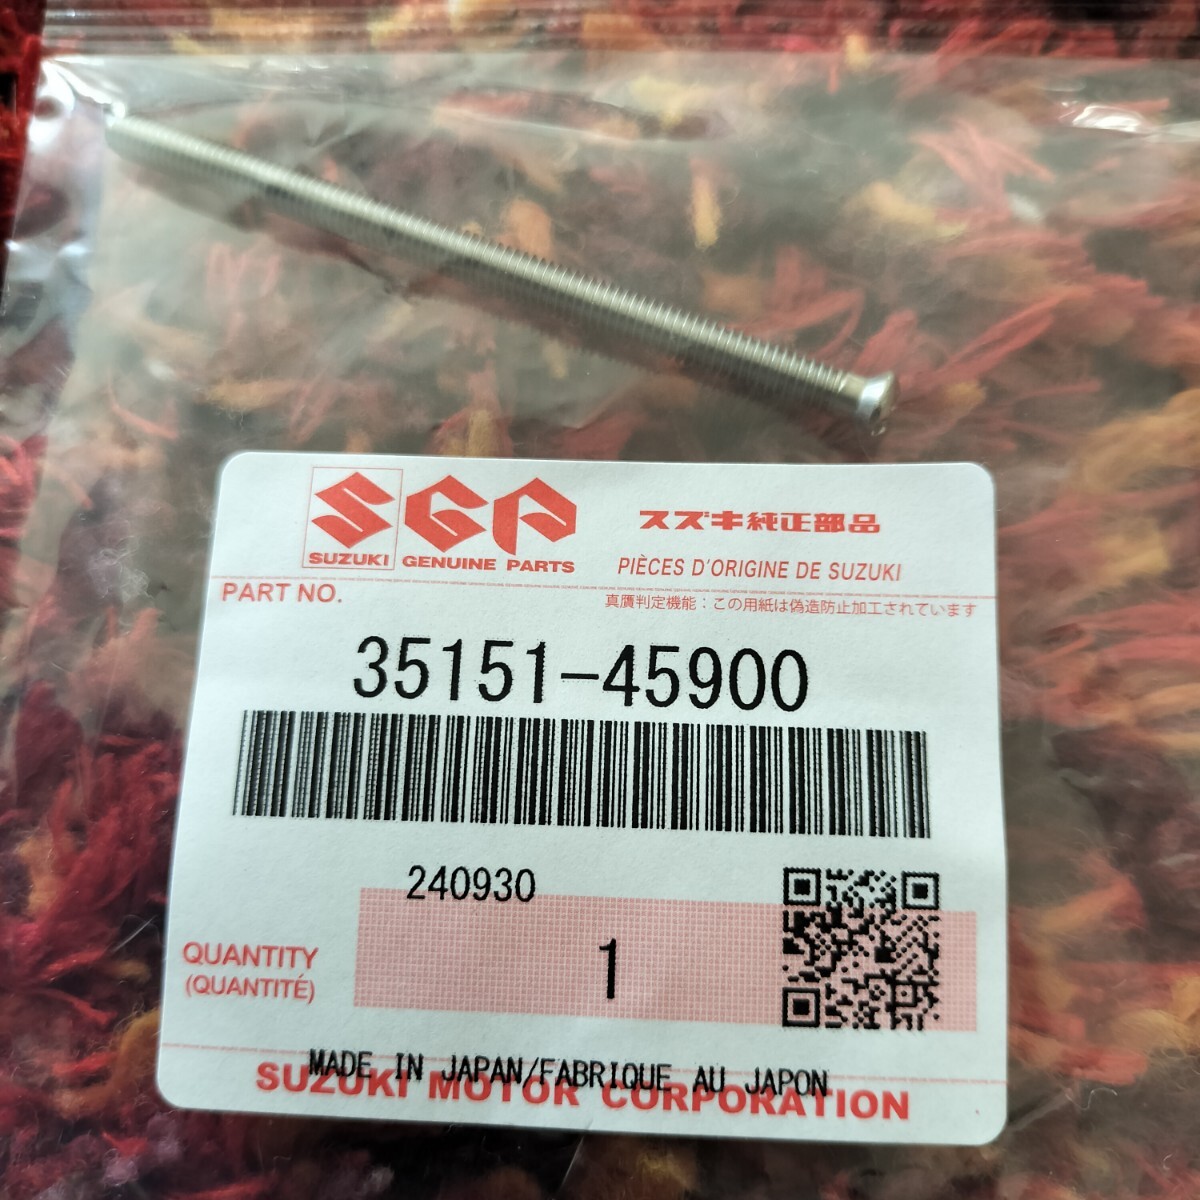 SGP スズキ純正部品
SUZUKI GENUINE PARTS PIÈCES D'ORIGINE DE SUZUKI
PART NO. 真贋判定機能：この用紙は偽造防止加工されています
35151-45900
240930
QUANTITY 1
(QUANTITÉ)
MADE IN JAPAN/FABRIQUE AU JAPON
SUZUKI MOTOR CORPORATION